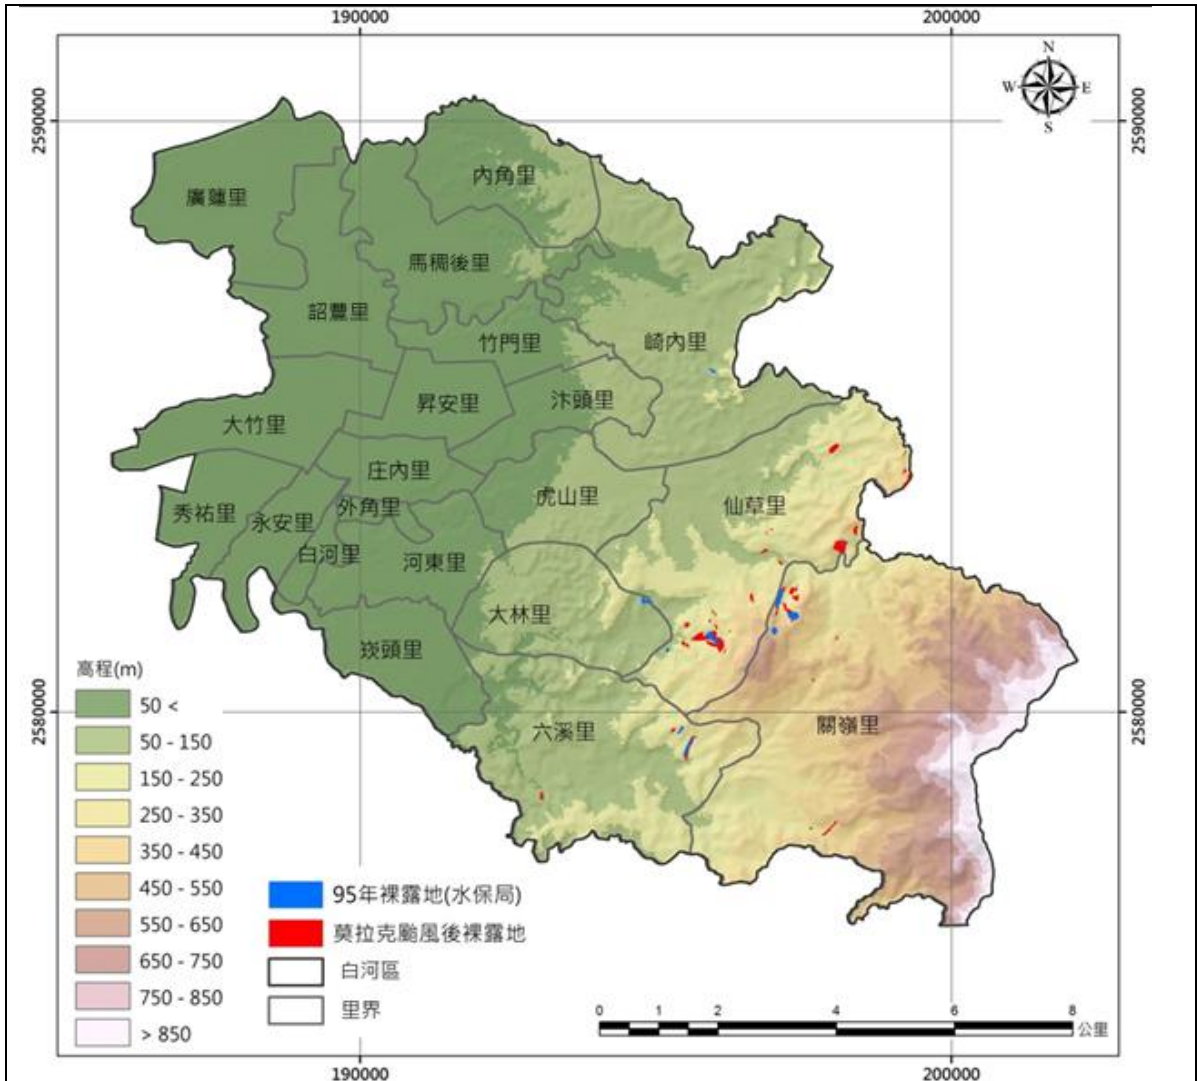 190000 200000
N
W E
S
2590000 2590000
內角里
廣蓮里
馬稠後里
詔豐里
竹門里
崎內里
昇安里
汴頭里
大竹里
庄內里
虎山里
外角里
仙草里
秀祐里
永安里
白河里
河東里
大林里
崁頭里
2580000 2580000
六溪里
關嶺里
高程(m)
50 <
50 - 150
150 - 250
250 - 350
350 - 450
450 - 550
550 - 650
650 - 750
750 - 850
> 850
95年裸露地(水保局)
莫拉克颱風後裸露地
白河區
里界
0 1 2 4 6 8
公里
190000 200000